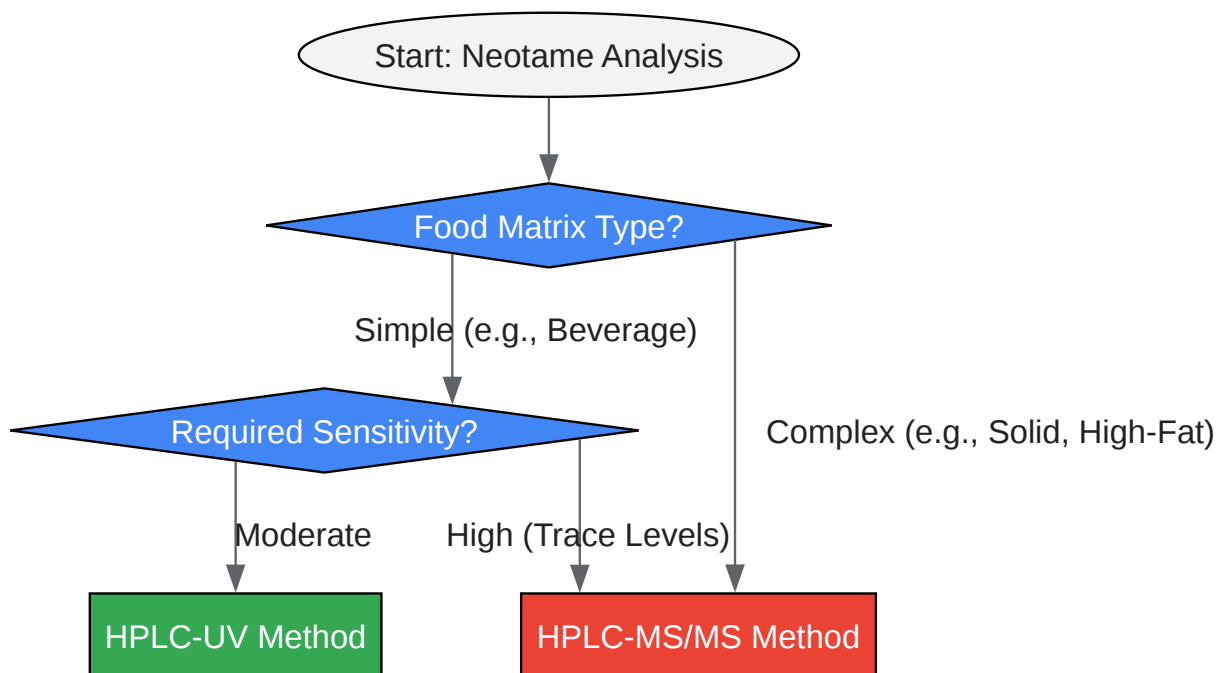 Start: Neotame Analysis
Food Matrix Type?
Simple (e.g., Beverage)
Required Sensitivity?
Complex (e.g., Solid, High-Fat)
Moderate
High (Trace Levels)
HPLC-UV Method
HPLC-MS/MS Method